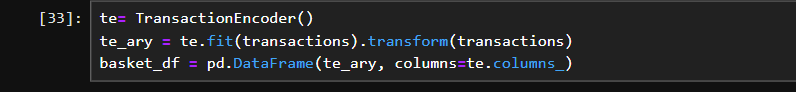 [33]: te= TransactionEncoder()
te_ary = te.fit(transactions).transform(transactions)
basket_df = pd.DataFrame(te_ary, columns=te.columns_)